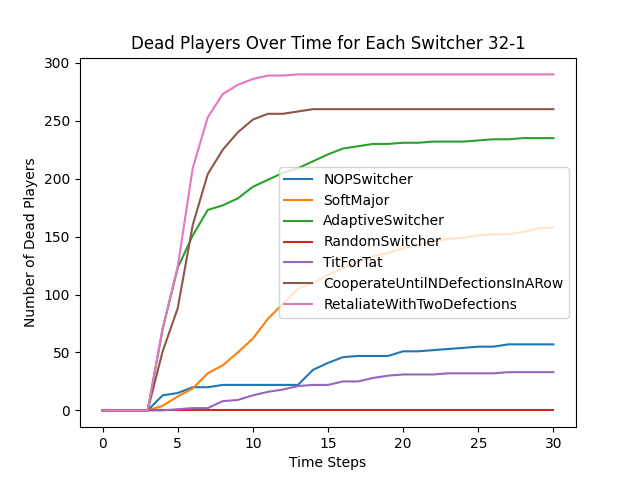 Dead Players Over Time for Each Switcher 32-1
300
250
200
150
100
50
0
Number of Dead Players
NOPSwitcher
SoftMajor
AdaptiveSwitcher
RandomSwitcher
TitForTat
CooperateUntilNDefectionsInARow
RetaliateWithTwoDefections
0 5 10 15 20 25 30
Time Steps